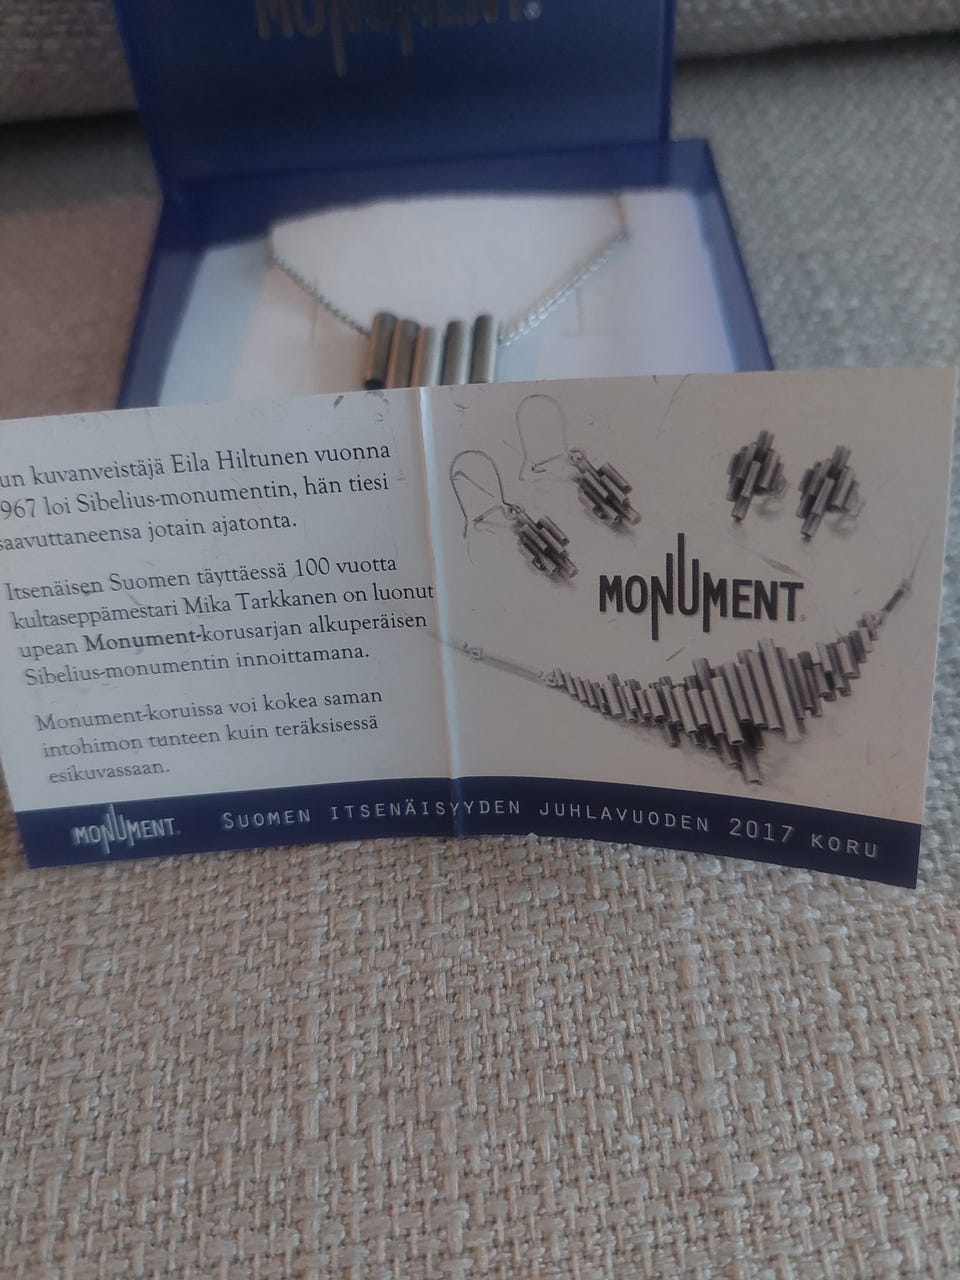 MONUMENT®
un kuvanveistäjä Eila Hiltunen vuonna
967 loi Sibelius-monumentin, hän tiesi
saavuttaneensa jotain ajatonta.
Itsenäisen Suomen täyttäessä 100 vuotta
kultaseppämestari Mika Tarkkanen on luonut
upean Monument-korusarjan alkuperäisen
Sibelius-monumentin innoittamana.
Monument-koruissa voi kokea saman
intohimon tunteen kuin teräksisessä
esikuvassaan.
MONUMENT®
MONUMENT® SUOMEN ITSENÄISYYDEN JUHLAVUODEN 2017 KORU